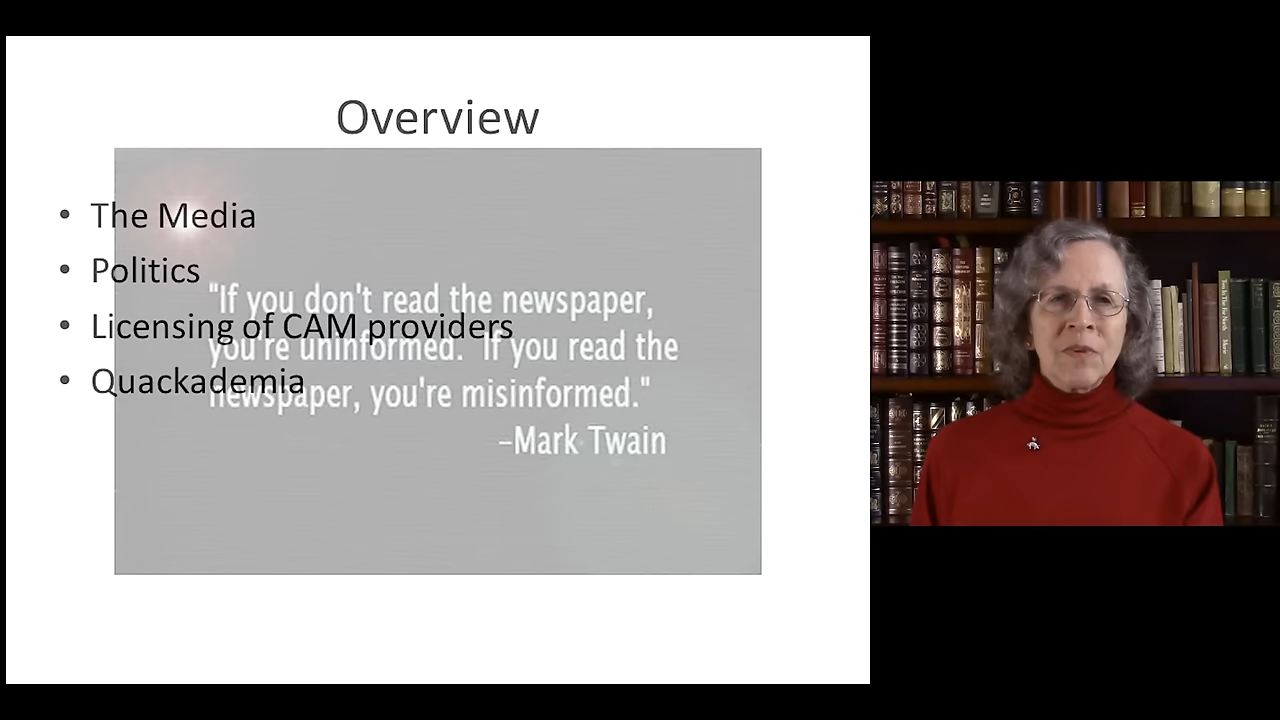 Overview
• The Media
• Politics
• Licensing of CAM providers
• Quackademia
"If you don't read the newspaper,
you're uninformed. If you read the
newspaper, you're misinformed."
–Mark Twain